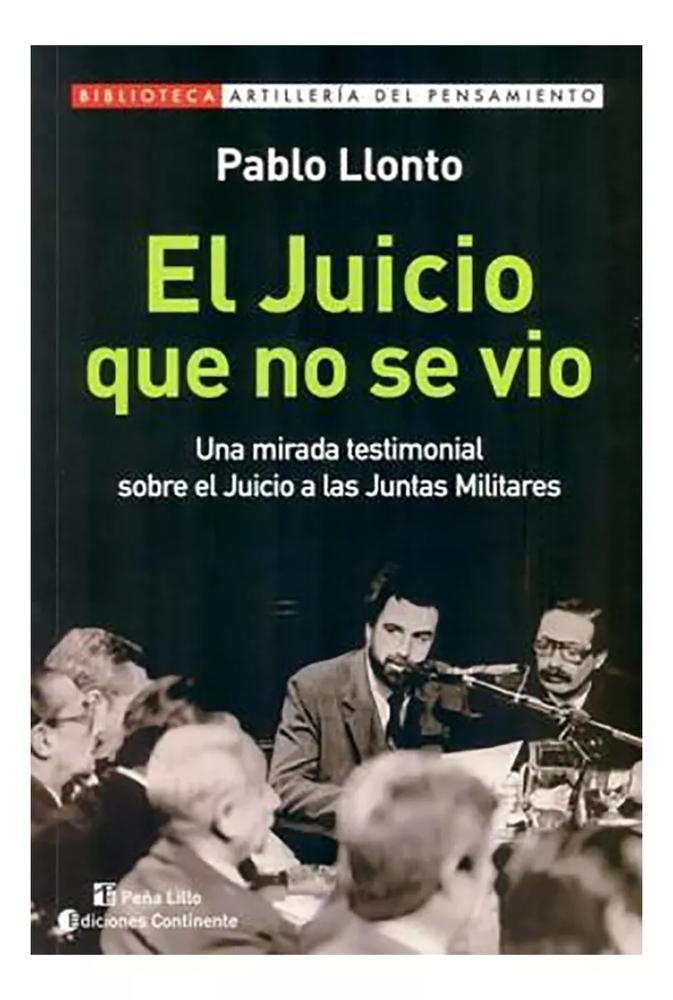 BIBLIOTECA ARTILLERÍA DEL PENSAMIENTO
Pablo Llonto
El Juicio
que no se vio
Una mirada testimonial
sobre el Juicio a las Juntas Militares
Peña Lillo
Ediciones Continente